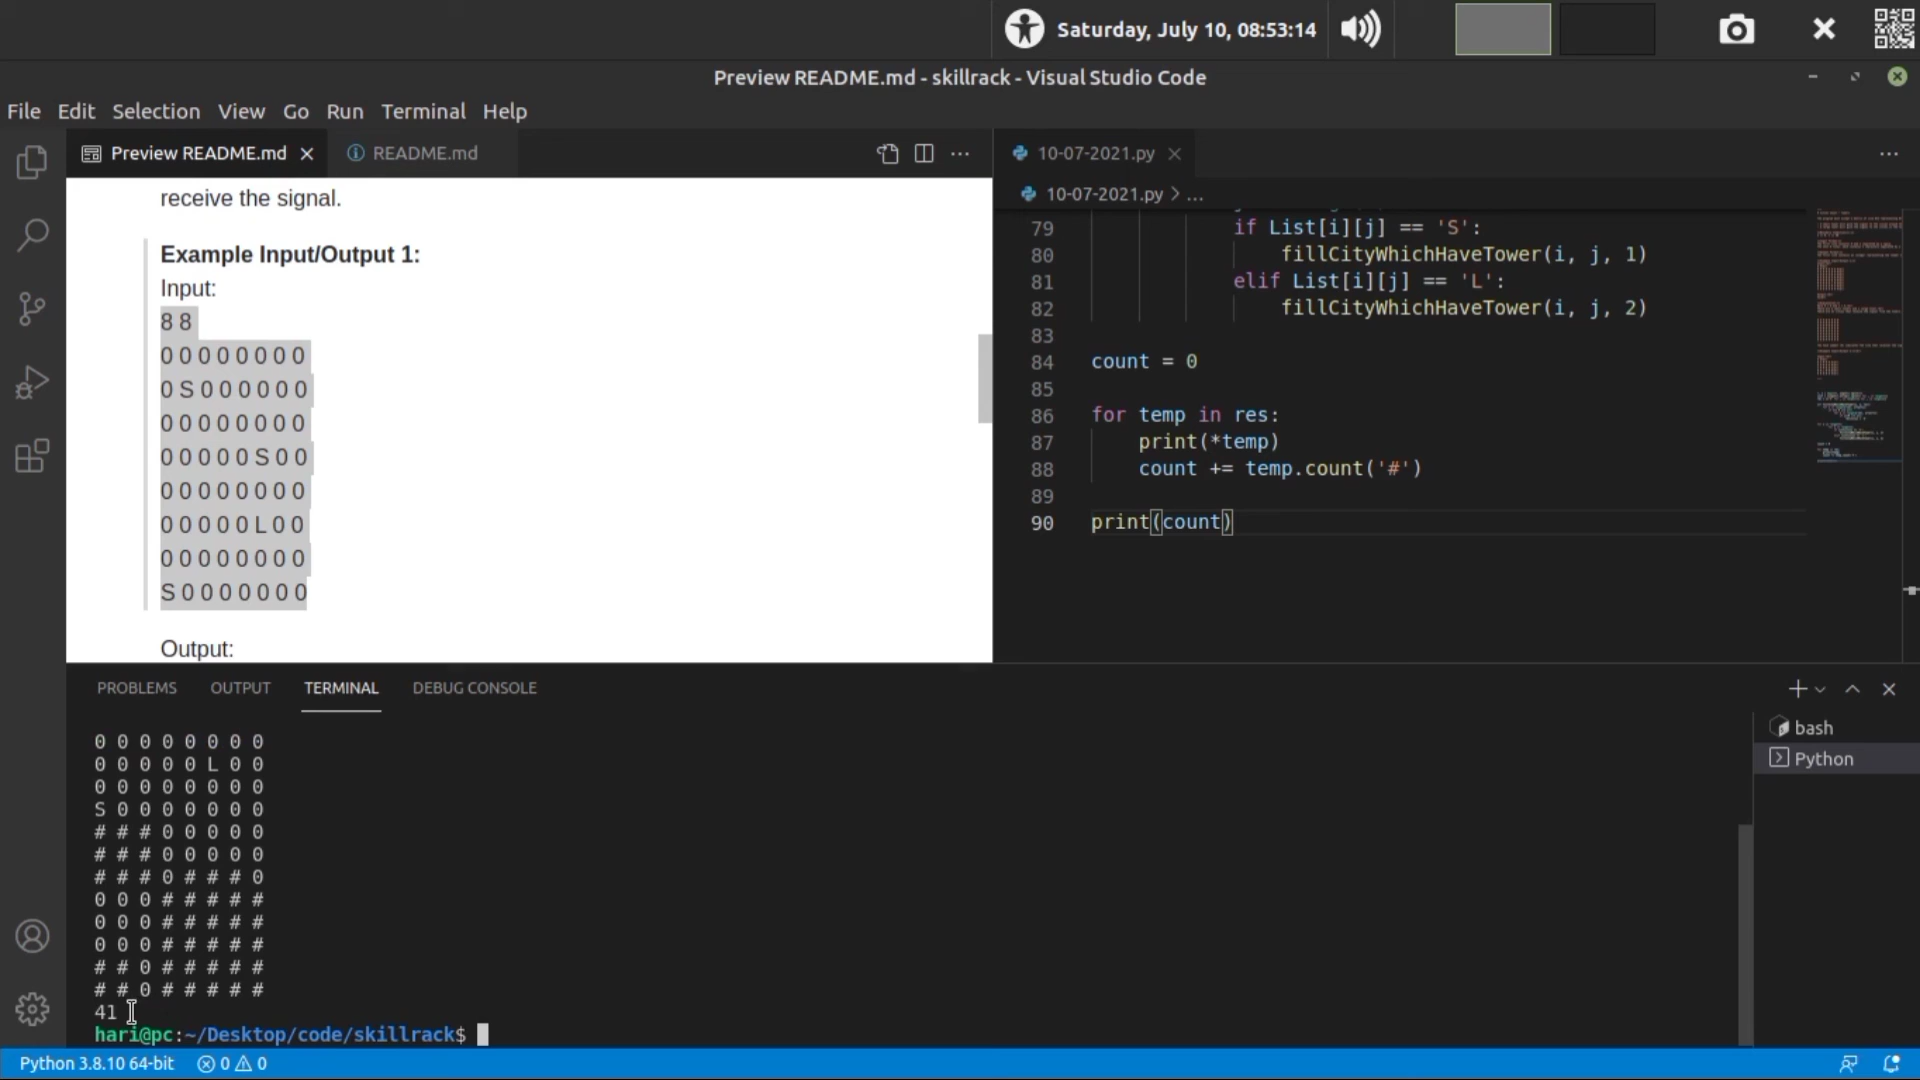 Saturday, July 10, 08:53:14
Preview README.md - skillrack - Visual Studio Code
File Edit Selection View Go Run Terminal Help
Preview README.md
README.md
10-07-2021.py
10-07-2021.py > ...
receive the signal.
Example Input/Output 1:
Input:
8 8
0 0 0 0 0 0 0 0
0 S 0 0 0 0 0 0
0 0 0 0 0 0 0 0
0 0 0 0 0 S 0 0
0 0 0 0 0 0 0 0
0 0 0 0 0 L 0 0
0 0 0 0 0 0 0 0
S 0 0 0 0 0 0 0
Output:
79 if List[i][j] == 'S':
80 fillCityWhichHaveTower(i, j, 1)
81 elif List[i][j] == 'L':
82 fillCityWhichHaveTower(i, j, 2)
83
84 count = 0
85
86 for temp in res:
87 print(*temp)
88 count += temp.count('#')
89
90 print(count)
PROBLEMS OUTPUT TERMINAL DEBUG CONSOLE
bash
Python
0 0 0 0 0 0 0 0
0 0 0 0 0 L 0 0
0 0 0 0 0 0 0 0
S 0 0 0 0 0 0 0
# # # 0 0 0 0 0
# # # 0 0 0 0 0
# # # 0 # # # 0
0 0 0 # # # # #
0 0 0 # # # # #
0 0 0 # # # # #
# # 0 # # # # #
# # 0 # # # # #
41
hari@pc:~/Desktop/code/skillrack$
Python 3.8.10 64-bit 0 0